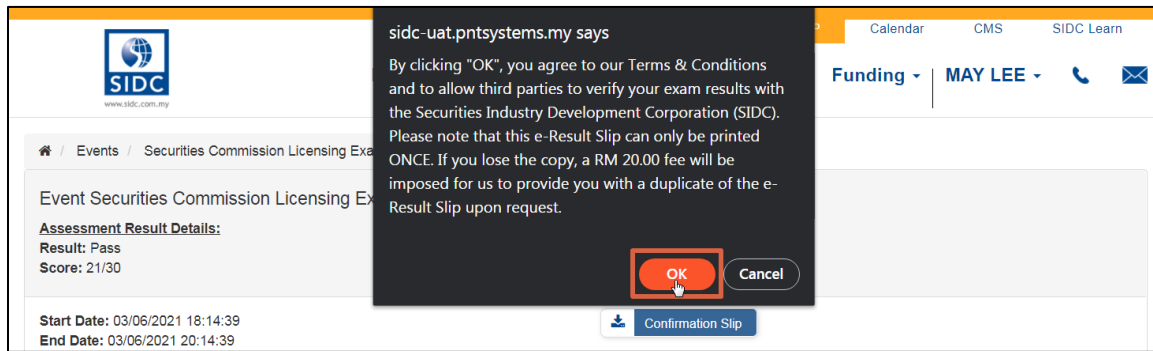 Calendar CMS SIDC Learn
SIDC
www.sidc.com.my
Funding MAY LEE
sidc-uat.pntsystems.my says
By clicking "OK", you agree to our Terms & Conditions
and to allow third parties to verify your exam results with
the Securities Industry Development Corporation (SIDC).
Please note that this e-Result Slip can only be printed
ONCE. If you lose the copy, a RM 20.00 fee will be
imposed for us to provide you with a duplicate of the e-
Result Slip upon request.
OK Cancel
/ Events / Securities Commission Licensing Exa
Event Securities Commission Licensing Ex
Assessment Result Details:
Result: Pass
Score: 21/30
Start Date: 03/06/2021 18:14:39
End Date: 03/06/2021 20:14:39
Confirmation Slip